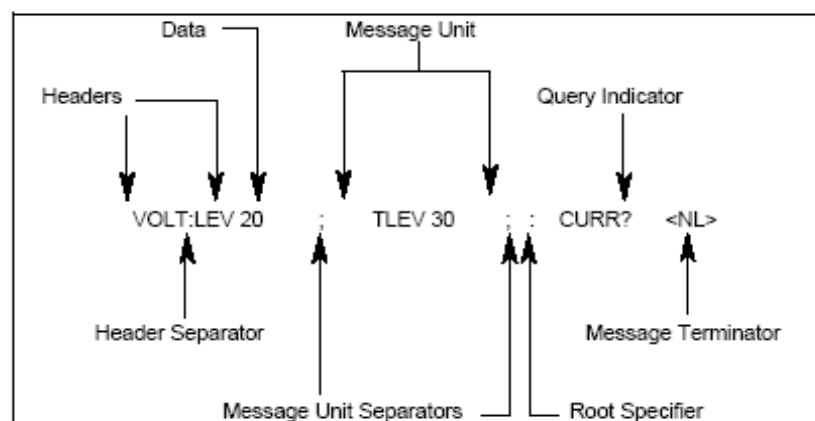 Data Message Unit
Headers Query Indicator
VOLT:LEV 20 ; TLEV 30 ; : CURR? <NL>
Header Separator Message Terminator
Message Unit Separators Root Specifier